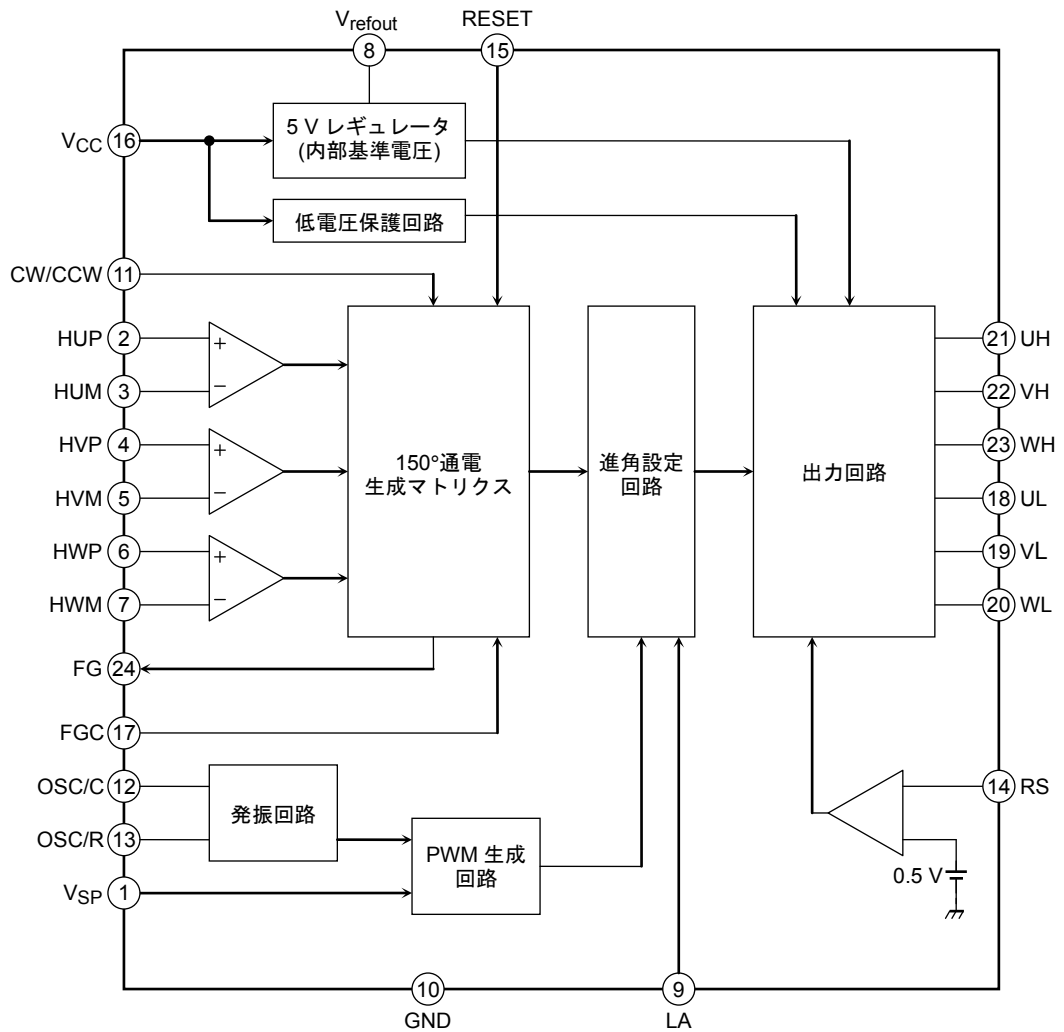 Vrefout
RESET
8
15
VCC
16
5 V レギュレータ
(内部基準電圧)
低電圧保護回路
CW/CCW
11
HUP
2
+
HUM
3
−
HVP
4
+
HVM
5
−
HWP
6
+
HWM
7
−
150°通電
生成マトリクス
進角設定
回路
出力回路
21
UH
22
VH
23
WH
18
UL
19
VL
20
WL
FG
24
FGC
17
OSC/C
12
OSC/R
13
発振回路
VSP
1
PWM 生成
回路
14
RS
0.5 V
10
GND
9
LA